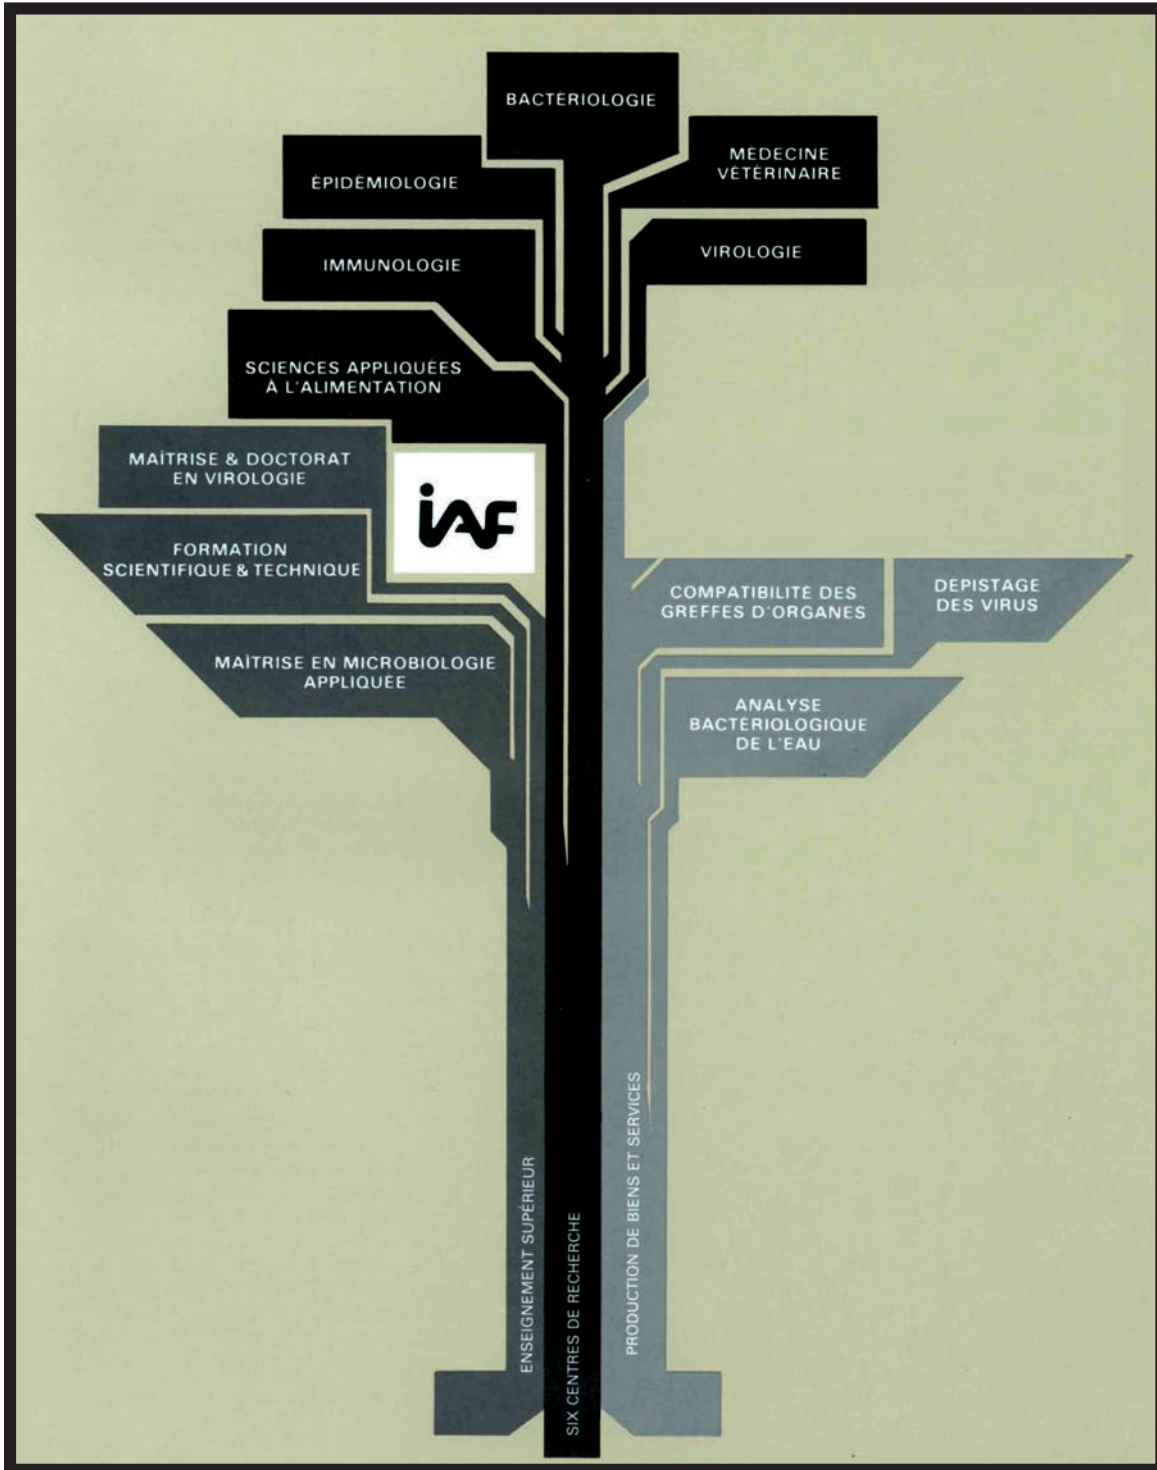 BACTÉRIOLOGIE
MÉDECINE
VÉTÉRINAIRE
ÉPIDÉMIOLOGIE
VIROLOGIE
IMMUNOLOGIE
SCIENCES APPLIQUÉES
À L'ALIMENTATION
MAÎTRISE & DOCTORAT
EN VIROLOGIE
iAF
FORMATION
SCIENTIFIQUE & TECHNIQUE
COMPATIBILITÉ DES
GREFFES D'ORGANES
DÉPISTAGE
DES VIRUS
MAÎTRISE EN MICROBIOLOGIE
APPLIQUÉE
ANALYSE
BACTÉRIOLOGIQUE
DE L'EAU
ENSEIGNEMENT SUPÉRIEUR
SIX CENTRES DE RECHERCHE
PRODUCTION DE BIENS ET SERVICES